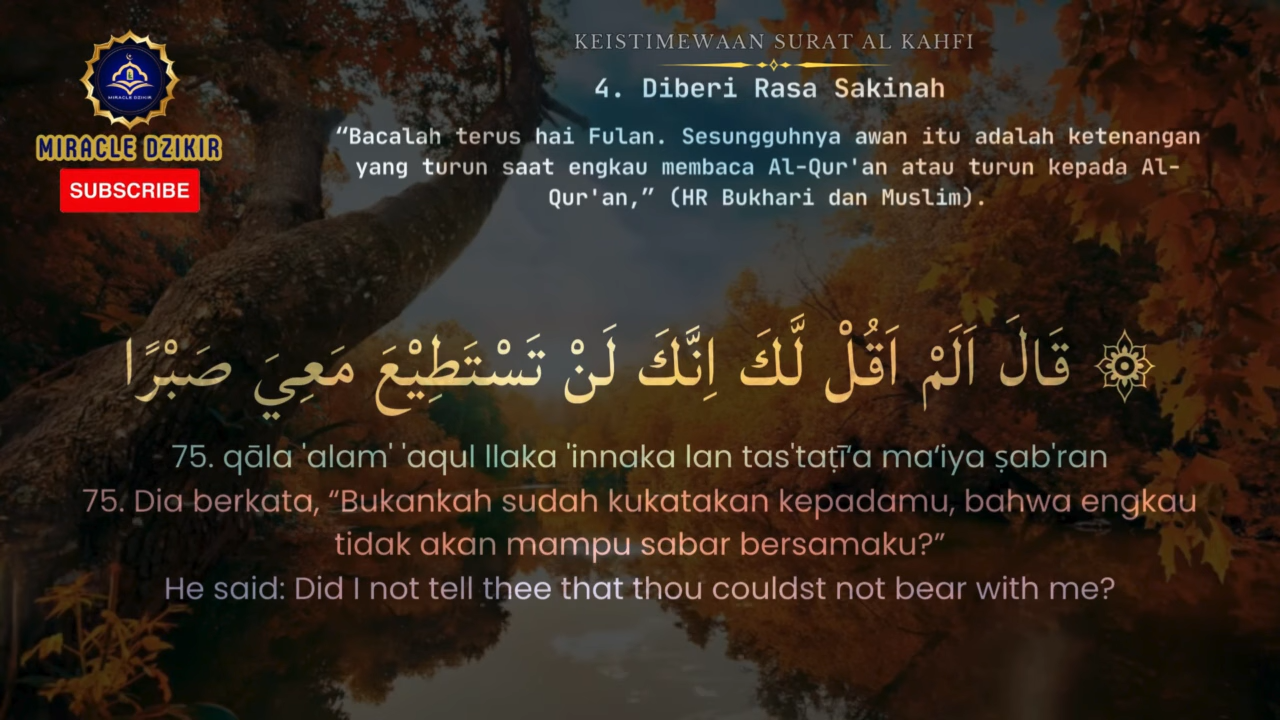 KEISTIMEWAAN SURAT AL KAHFI
4. Diberi Rasa Sakinah
“Bacalah terus hai Fulan. Sesungguhnya awan itu adalah ketenangan
yang turun saat engkau membaca Al-Qur'an atau turun kepada Al-
Qur'an,” (HR Bukhari dan Muslim).
MIRACLE DZIKIR
MIRACLE DZIKIR
SUBSCRIBE
۞ قَالَ اَلَمْ اَقُلْ لَّكَ اِنَّكَ لَنْ تَسْتَطِيْعَ مَعِيَ صَبْرًا
75. qāla 'alam' 'aqul llaka 'innaka lan tas'taṭī‘a ma‘iya ṣab'ran
75. Dia berkata, “Bukankah sudah kukatakan kepadamu, bahwa engkau
tidak akan mampu sabar bersamaku?”
He said: Did I not tell thee that thou couldst not bear with me?